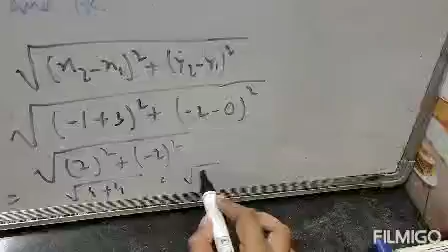 √(x₂-x₁)² + (y₂-y₁)²
√(-1+3)² + (-2-0)²
√(2)² + (-2)²
= √4+4 = √
FILMIGO